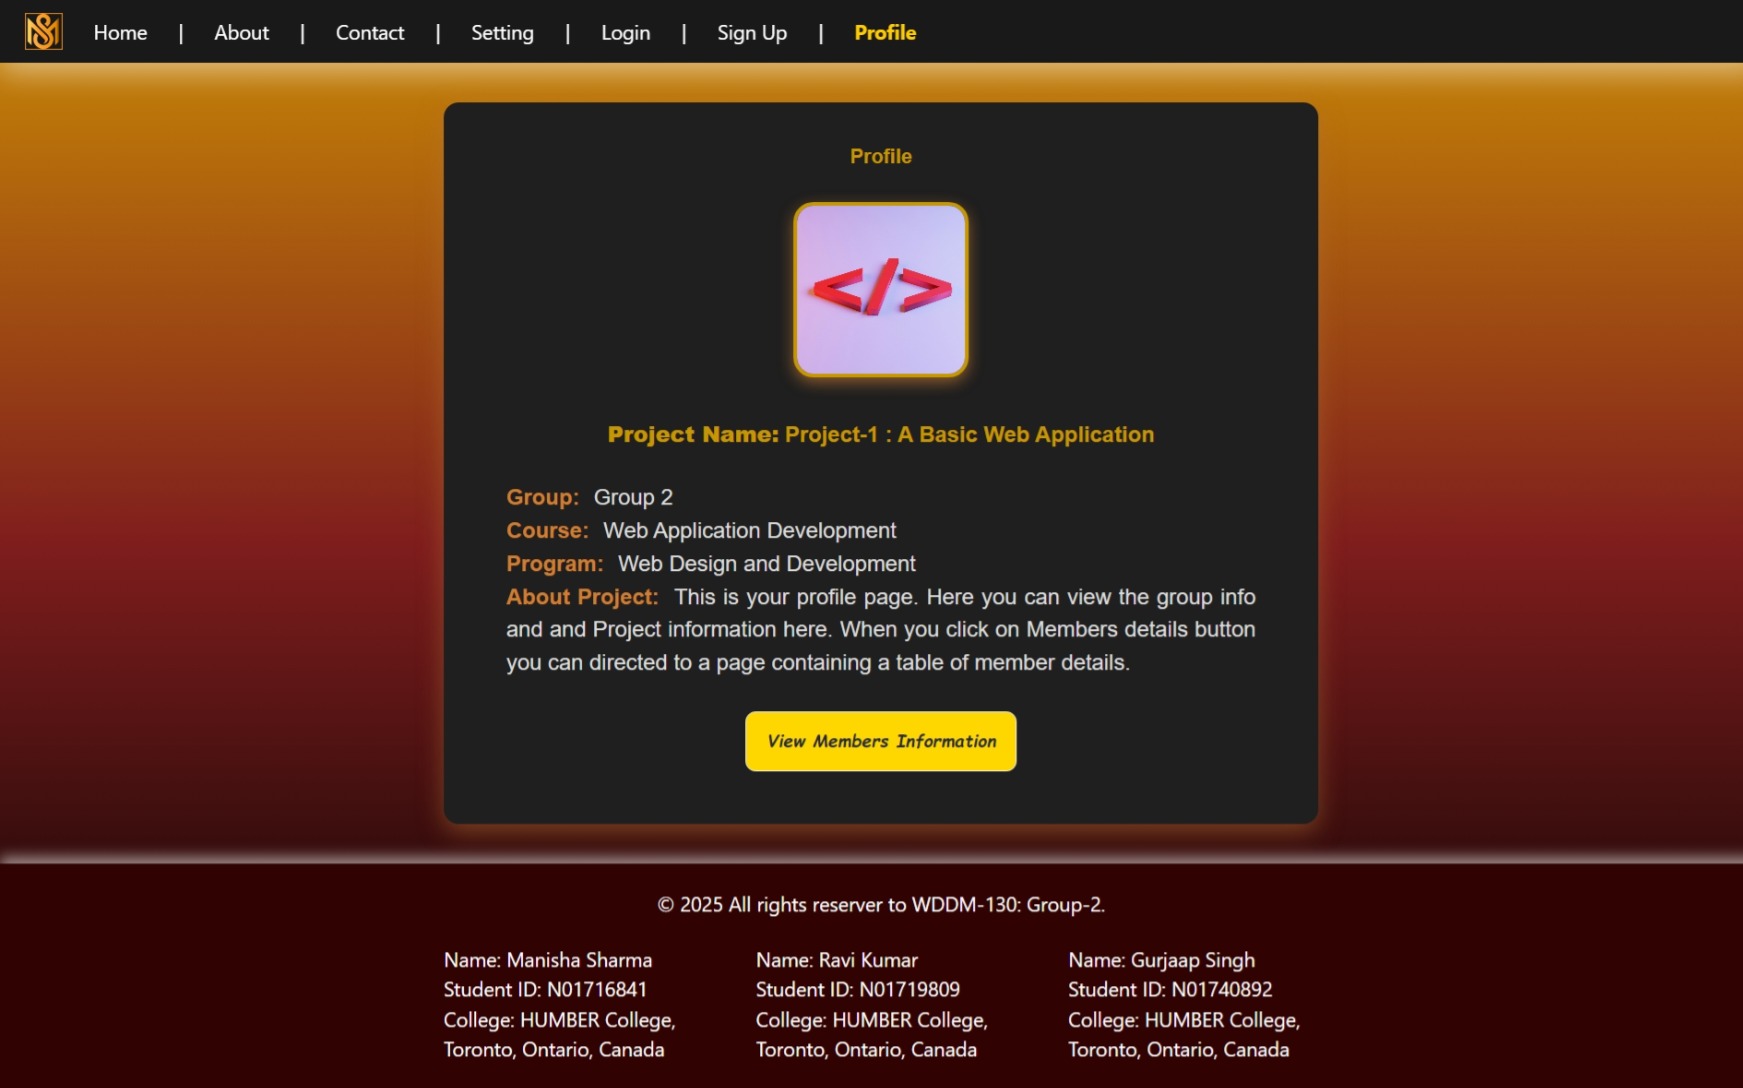 Home | About | Contact | Setting | Login | Sign Up | Profile
Profile
</>
Project Name: Project-1 : A Basic Web Application
Group: Group 2
Course: Web Application Development
Program: Web Design and Development
About Project: This is your profile page. Here you can view the group info
and and Project information here. When you click on Members details button
you can directed to a page containing a table of member details.
View Members Information
© 2025 All rights reserver to WDDM-130: Group-2.
Name: Manisha Sharma
Student ID: N01716841
College: HUMBER College,
Toronto, Ontario, Canada
Name: Ravi Kumar
Student ID: N01719809
College: HUMBER College,
Toronto, Ontario, Canada
Name: Gurjaap Singh
Student ID: N01740892
College: HUMBER College,
Toronto, Ontario, Canada